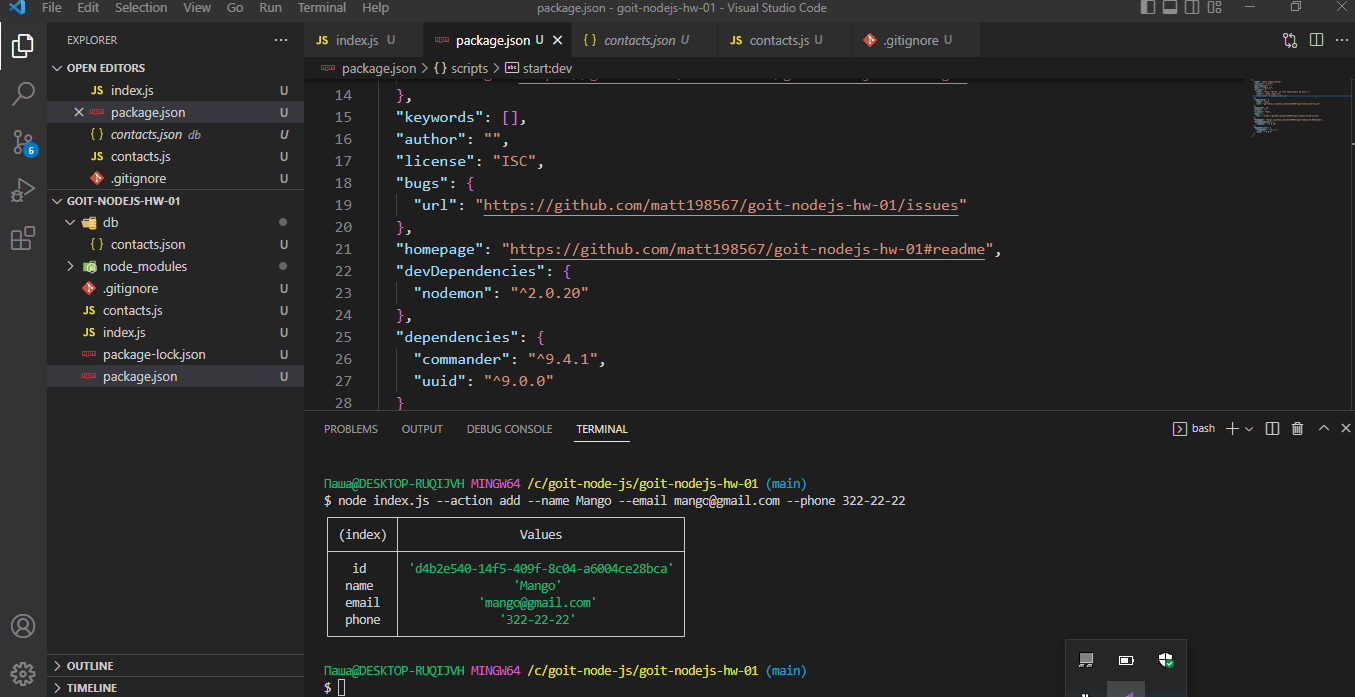 File Edit Selection View Go Run Terminal Help package.json - goit-nodejs-hw-01 - Visual Studio Code
EXPLORER
OPEN EDITORS
JS index.js U
package.json U
{ } contacts.json db U
JS contacts.js U
.gitignore U
GOIT-NODEJS-HW-01
db
{ } contacts.json U
node_modules
.gitignore U
JS contacts.js U
JS index.js U
package-lock.json U
package.json U
OUTLINE
TIMELINE
6
JS index.js U package.json U { } contacts.json U JS contacts.js U .gitignore U
package.json > { } scripts > abc start:dev
14 },
15 "keywords": [],
16 "author": "",
17 "license": "ISC",
18 "bugs": {
19 "url": "https://github.com/matt198567/goit-nodejs-hw-01/issues"
20 },
21 "homepage": "https://github.com/matt198567/goit-nodejs-hw-01#readme",
22 "devDependencies": {
23 "nodemon": "^2.0.20"
24 },
25 "dependencies": {
26 "commander": "^9.4.1",
27 "uuid": "^9.0.0"
28 }
PROBLEMS OUTPUT DEBUG CONSOLE TERMINAL bash
Паша@DESKTOP-RUQIJVH MINGW64 /c/goit-node-js/goit-nodejs-hw-01 (main)
$ node index.js --action add --name Mango --email mango@gmail.com --phone 322-22-22
(index) Values
id 'd4b2e540-14f5-409f-8c04-a6004ce28bca'
name 'Mango'
email 'mango@gmail.com'
phone '322-22-22'
Паша@DESKTOP-RUQIJVH MINGW64 /c/goit-node-js/goit-nodejs-hw-01 (main)
$